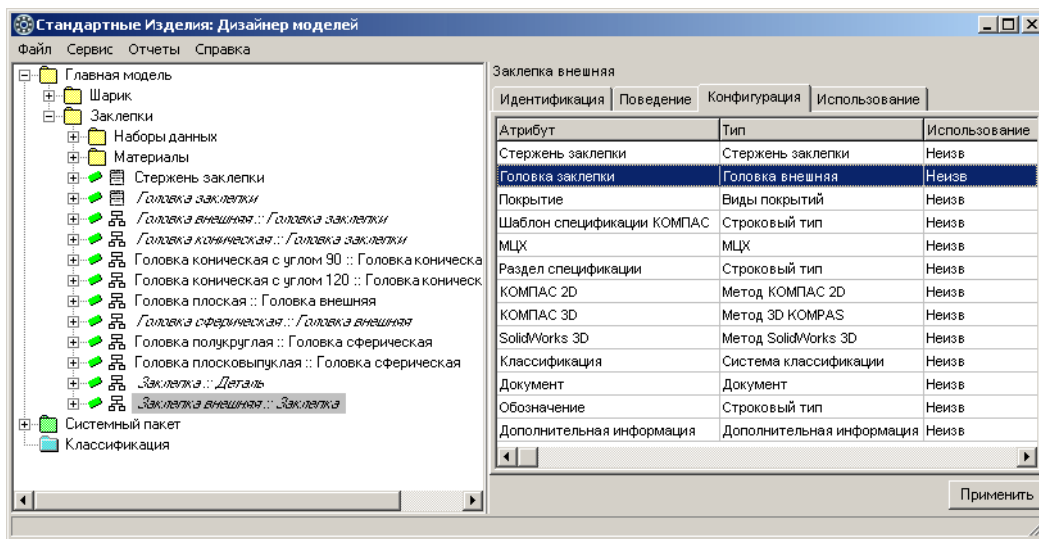 Стандартные Изделия: Дизайнер моделей
Файл Сервис Отчеты Справка
Главная модель
Шарик
Заклепки
Наборы данных
Материалы
Стержень заклепки
Головка заклепки
Головка внешняя :: Головка заклепки
Головка коническая :: Головка заклепки
Головка коническая с углом 90 :: Головка коническа
Головка коническая с углом 120 :: Головка коническ
Головка плоская :: Головка внешняя
Головка сферическая :: Головка внешняя
Головка полукруглая :: Головка сферическая
Головка плосковыпуклая :: Головка сферическая
Заклепка :: Деталь
Заклепка внешняя :: Заклепка
Системный пакет
Классификация
Заклепка внешняя
Идентификация Поведение Конфигурация Использование
Атрибут Тип Использование
Стержень заклепки Стержень заклепки Неизв
Головка заклепки Головка внешняя Неизв
Покрытие Виды покрытий Неизв
Шаблон спецификации КОМПАС Строковый тип Неизв
МЦХ МЦХ Неизв
Раздел спецификации Строковый тип Неизв
КОМПАС 2D Метод КОМПАС 2D Неизв
КОМПАС 3D Метод 3D KOMPAS Неизв
SolidWorks 3D Метод SolidWorks 3D Неизв
Классификация Система классификации Неизв
Документ Документ Неизв
Обозначение Строковый тип Неизв
Дополнительная информация Дополнительная информация Неизв
Применить